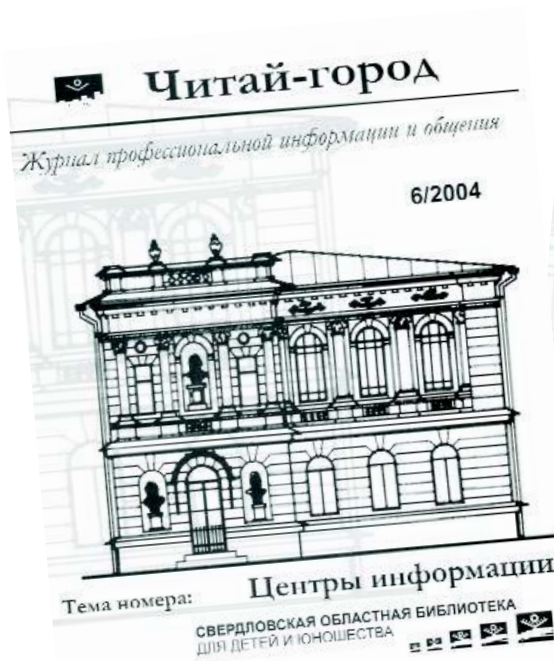 Читай-город
Журнал профессиональной информации и общения
6/2004
Тема номера: Центры информации
СВЕРДЛОВСКАЯ ОБЛАСТНАЯ БИБЛИОТЕКА
ДЛЯ ДЕТЕЙ И ЮНОШЕСТВА